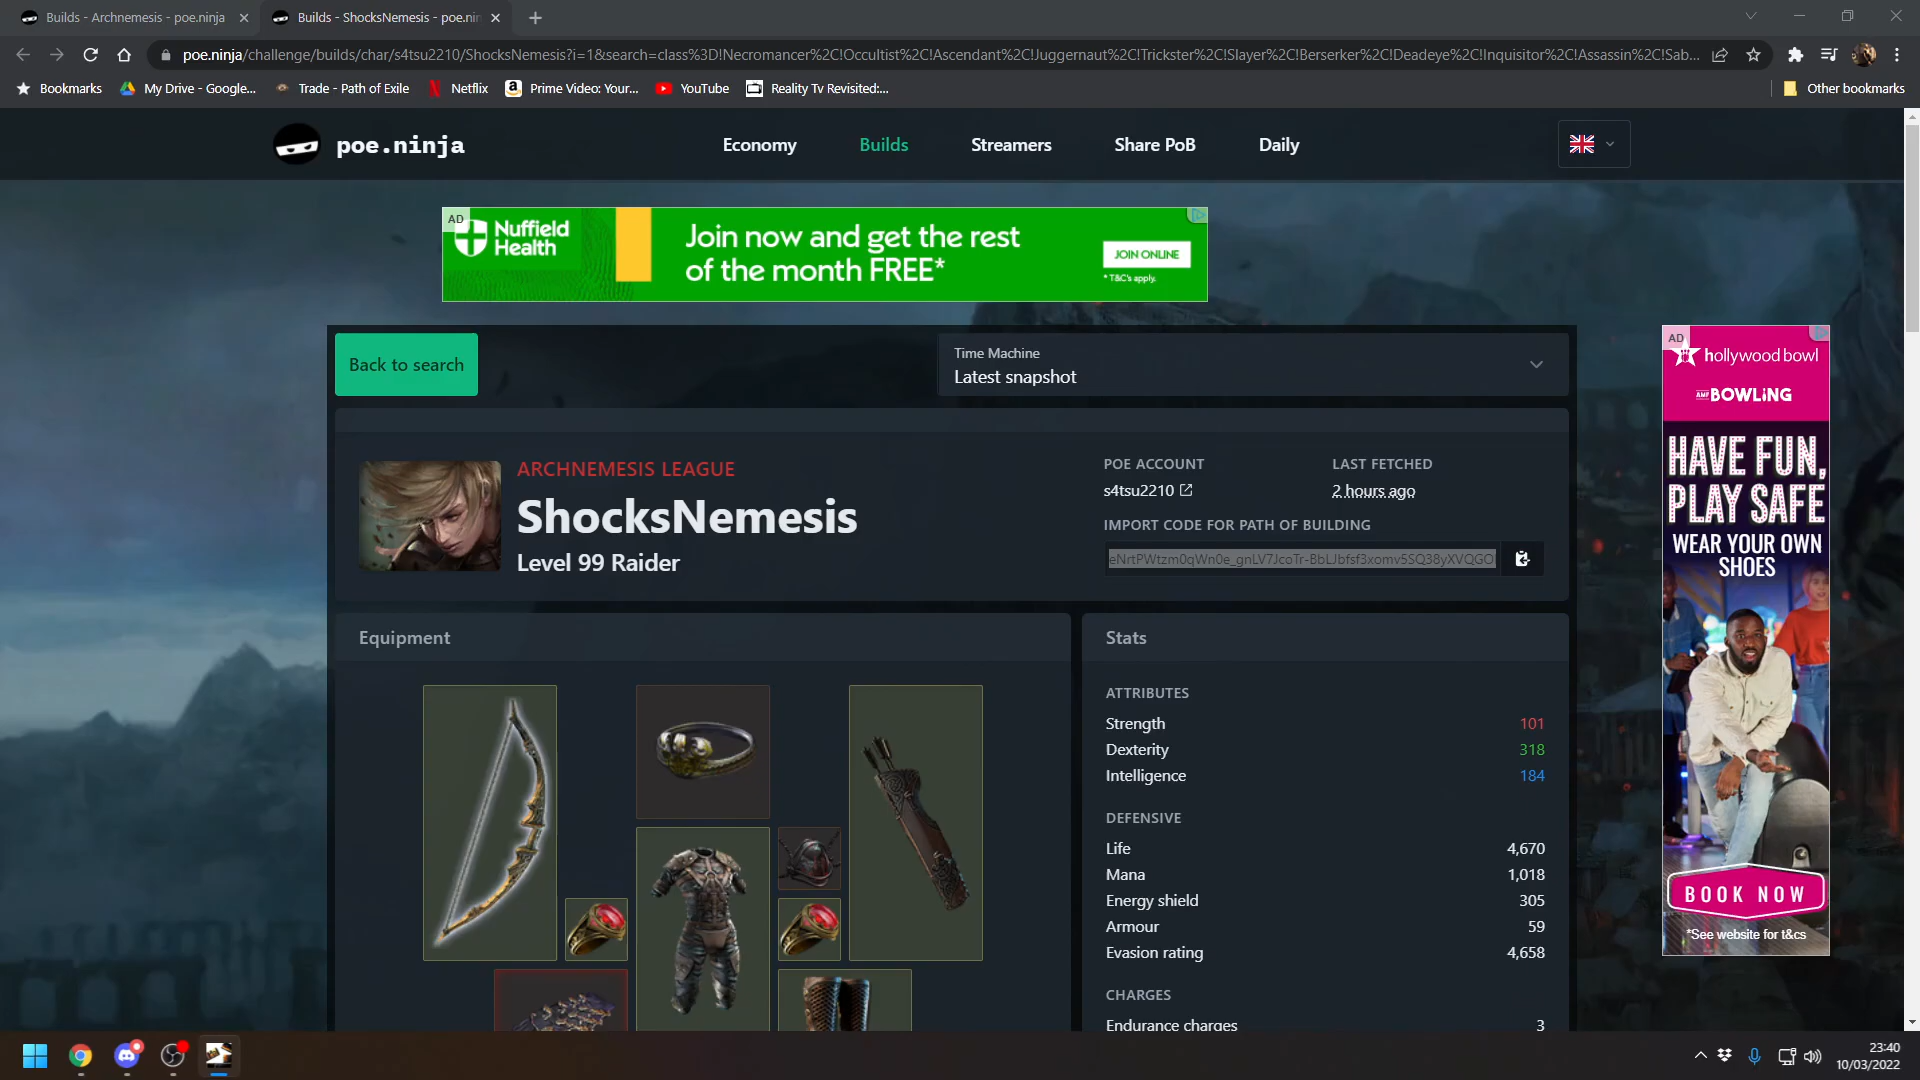 Builds - Archnemesis - poe.ninja
Builds - ShocksNemesis - poe.nin
poe.ninja/challenge/builds/char/s4tsu2210/ShocksNemesis?i=1&search=class%3D!Necromancer%2C!Occultist%2C!Ascendant%2C!Juggernaut%2C!Trickster%2C!Slayer%2C!Berserker%2C!Deadeye%2C!Inquisitor%2C!Assassin%2C!Sab...
Bookmarks
My Drive - Google...
Trade - Path of Exile
Netflix
Prime Video: Your...
YouTube
Reality Tv Revisited:...
Other bookmarks
poe.ninja
Economy
Builds
Streamers
Share PoB
Daily
AD
Nuffield
Health
Join now and get the rest
of the month FREE*
JOIN ONLINE
* T&C's apply.
Back to search
Time Machine
Latest snapshot
ARCHNEMESIS LEAGUE
ShocksNemesis
Level 99 Raider
POE ACCOUNT
s4tsu2210
LAST FETCHED
2 hours ago
IMPORT CODE FOR PATH OF BUILDING
eNrtPWtzm0qWn0e_gnLV7JcoTr-BbLJbfsf3xomv5SQ38yXVQGO
Equipment
Stats
ATTRIBUTES
Strength 101
Dexterity 318
Intelligence 184
DEFENSIVE
Life 4,670
Mana 1,018
Energy shield 305
Armour 59
Evasion rating 4,658
CHARGES
Endurance charges 3
AD
hollywood bowl
AMF BOWLING
HAVE FUN,
PLAY SAFE
WEAR YOUR OWN
SHOES
BOOK NOW
*See website for t&cs
23:40
10/03/2022